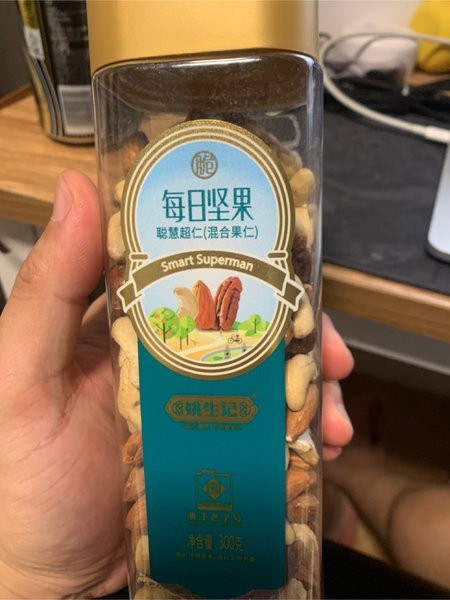 脆
每日坚果
聪慧超仁(混合果仁)
Smart Superman
姚生记
浙江老字号
净含量:300克